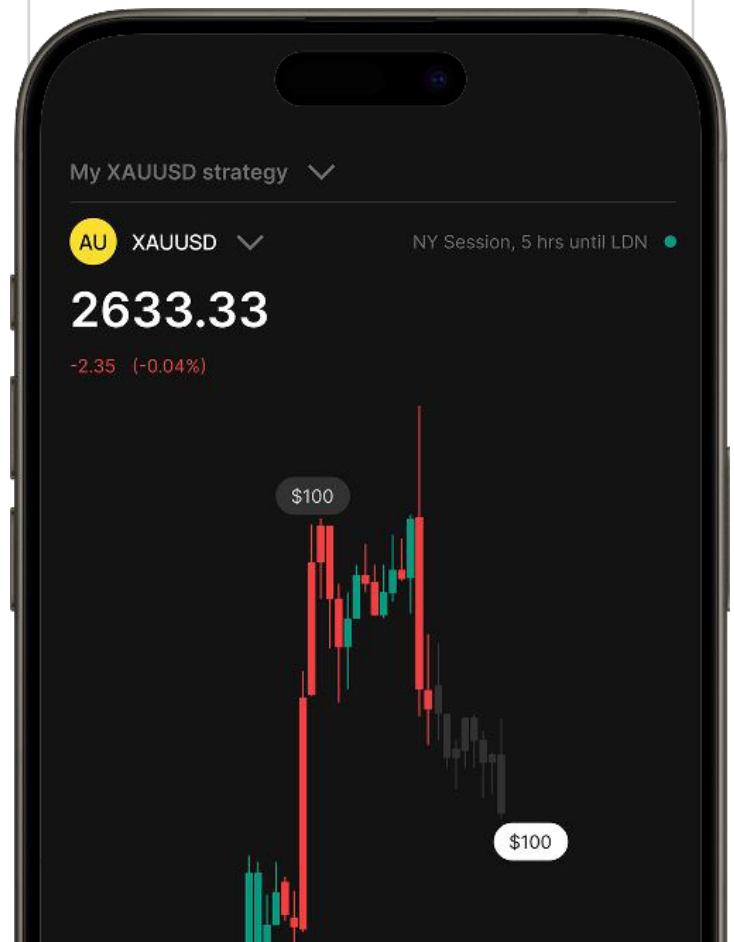 My XAUUSD strategy
AU XAUUSD NY Session, 5 hrs until LDN
2633.33
-2.35 (-0.04%)
$100
$100